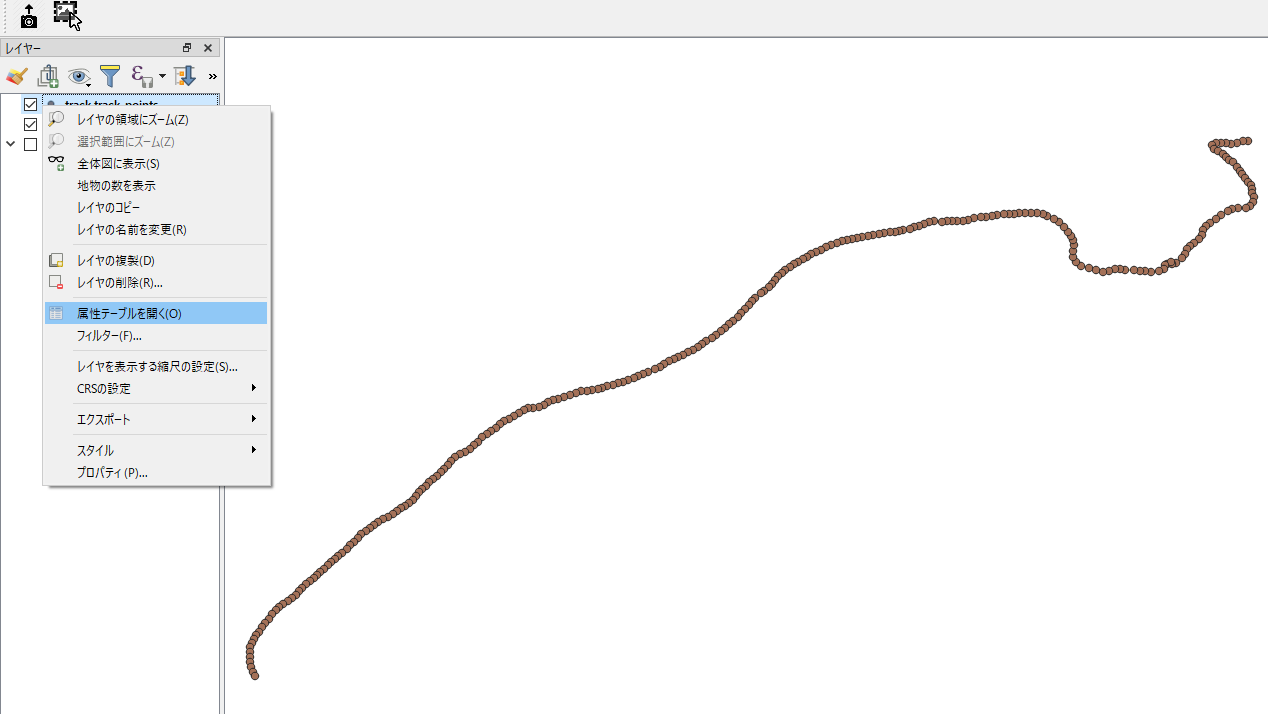 レイヤー
»
track track_points
レイヤの領域にズーム(Z)
選択範囲にズーム(Z)
全体図に表示(S)
地物の数を表示
レイヤのコピー
レイヤの名前を変更(R)
レイヤの複製(D)
レイヤの削除(R)...
属性テーブルを開く(O)
フィルター(F)...
レイヤを表示する縮尺の設定(S)...
CRSの設定
エクスポート
スタイル
プロパティ(P)...